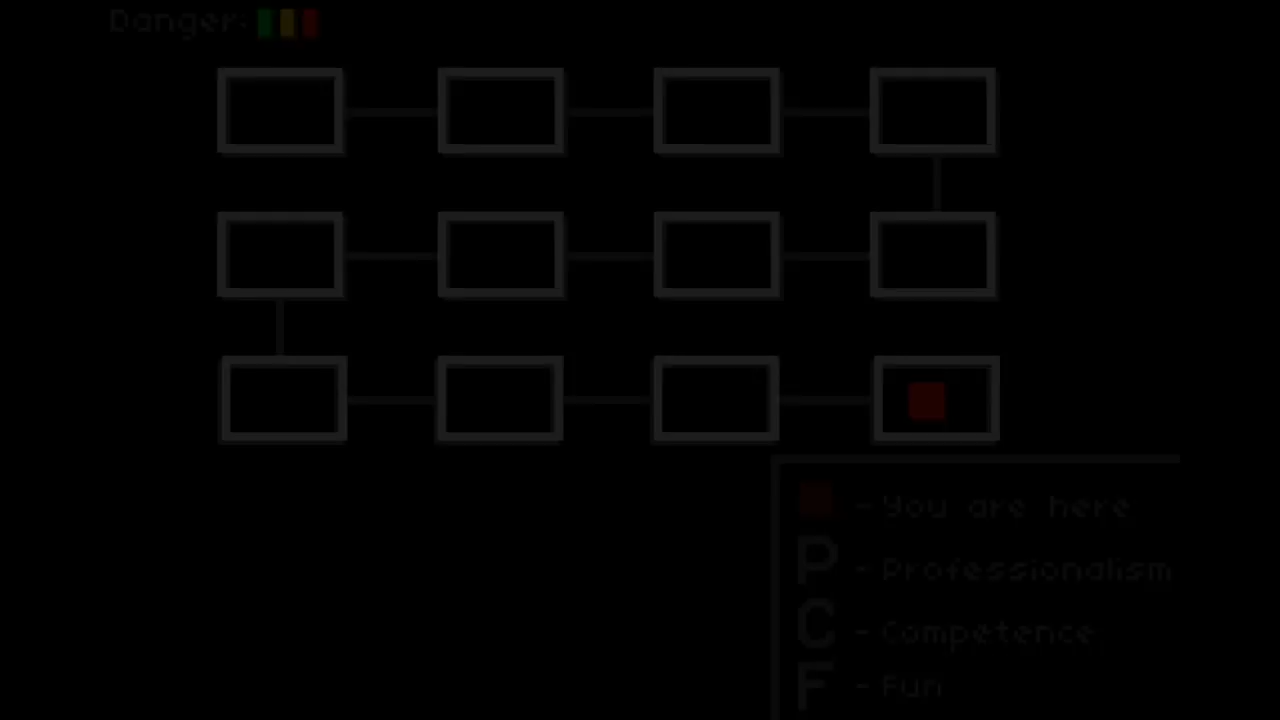 Danger:
- You are here
P - Professionalism
C - Competence
F - Fun